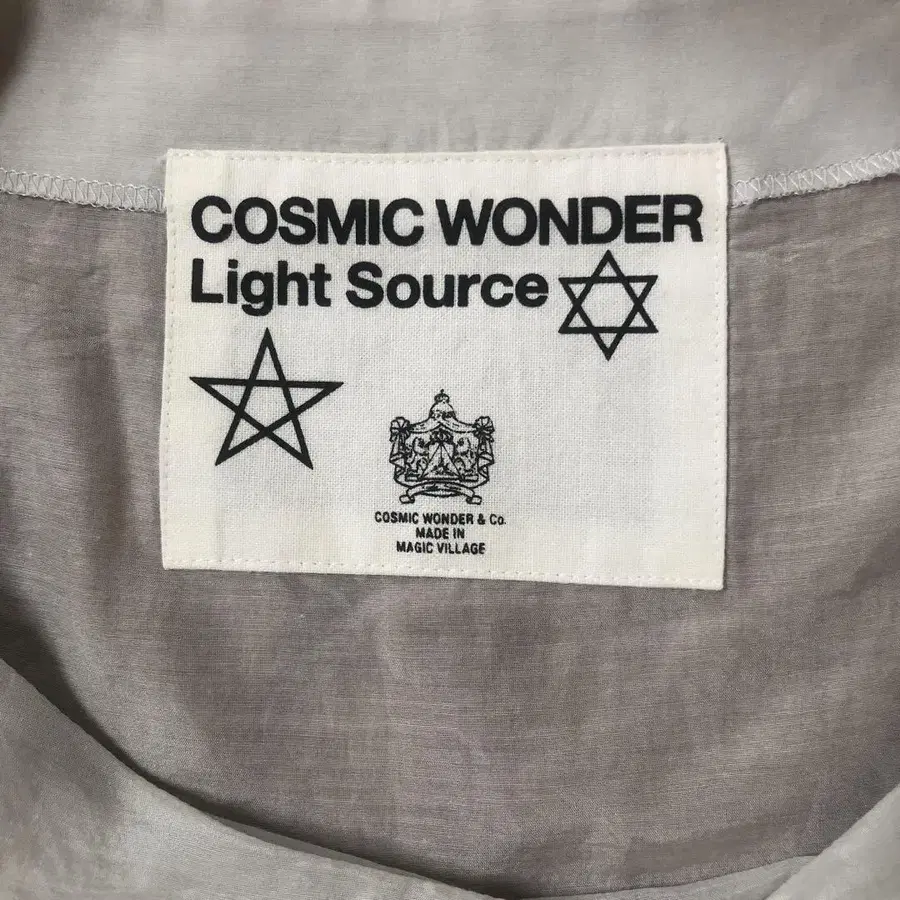 COSMIC WONDER
Light Source
COSMIC WONDER & Co.
MADE IN
MAGIC VILLAGE